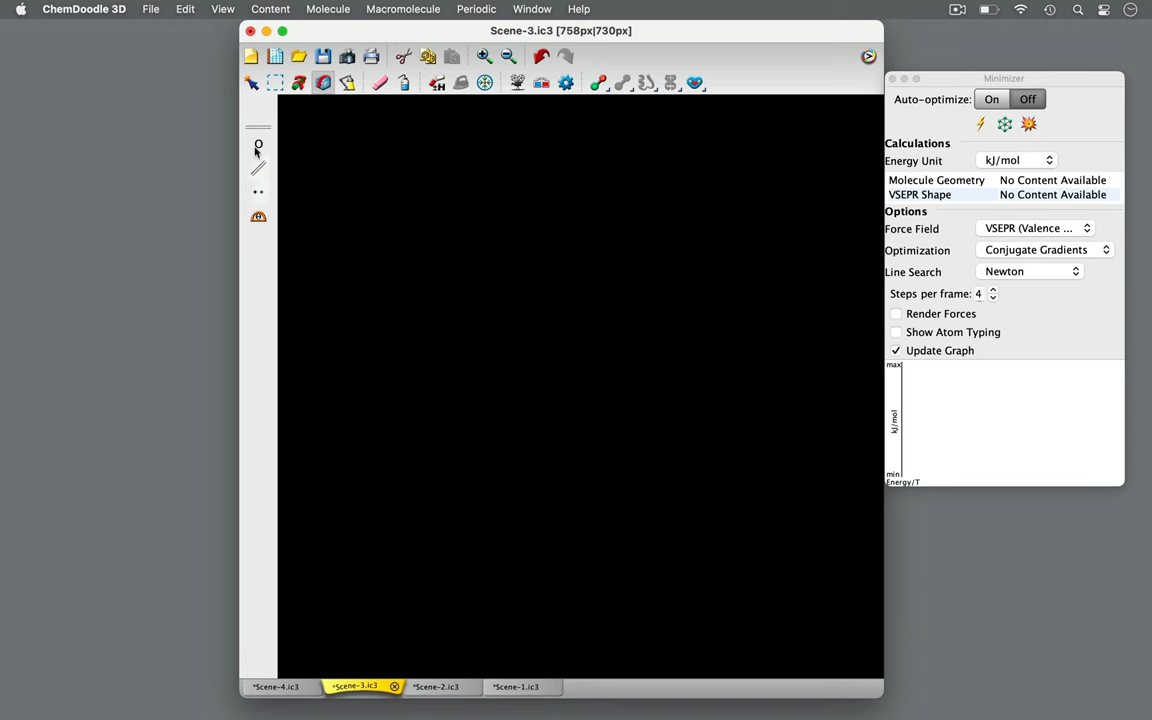 ChemDoodle 3D File Edit View Content Molecule Macromolecule Periodic Window Help
Scene-3.ic3 [758px|730px]
Minimizer
Auto-optimize: On Off
Calculations
Energy Unit kJ/mol
Molecule Geometry No Content Available
VSEPR Shape No Content Available
Options
Force Field VSEPR (Valence ...
Optimization Conjugate Gradients
Line Search Newton
Steps per frame: 4
Render Forces
Show Atom Typing
Update Graph
max
kJ/mol
min
Energy/T
H
O
*Scene-4.ic3 *Scene-3.ic3 *Scene-2.ic3 *Scene-1.ic3